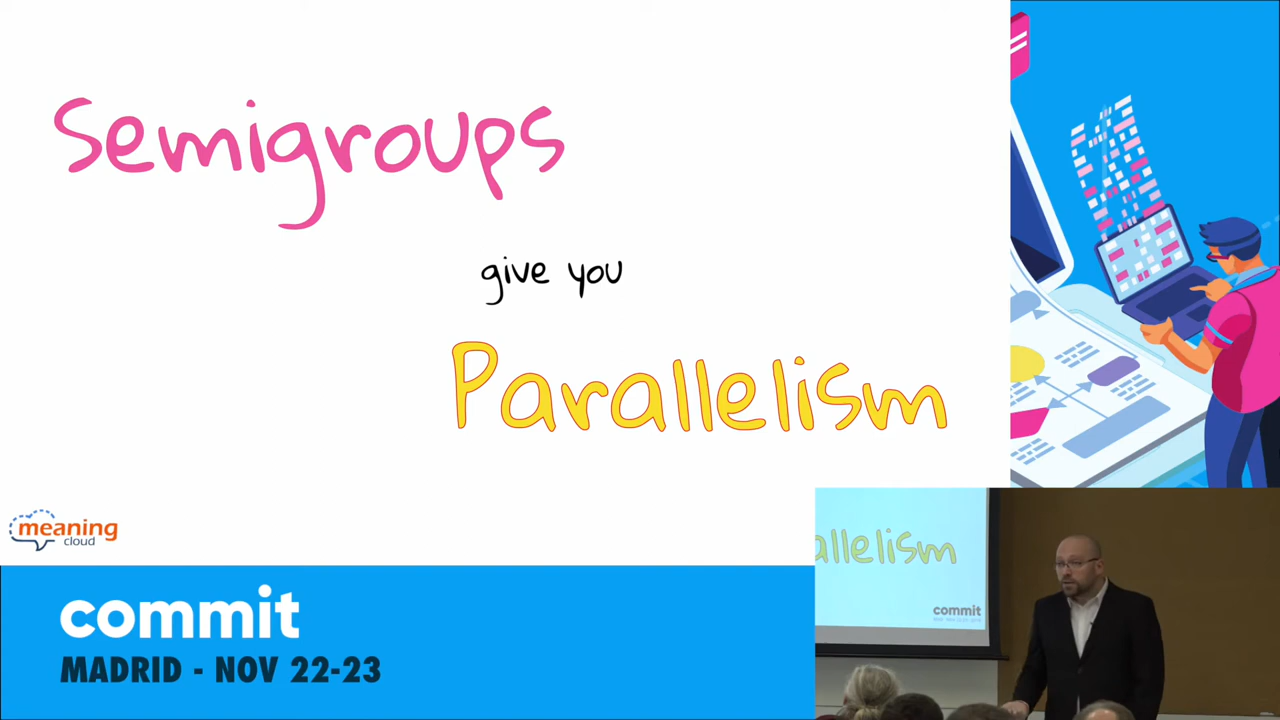 Semigroups
give you
Parallelism
meaning
cloud
commit
MADRID - NOV 22-23
allelism
commit